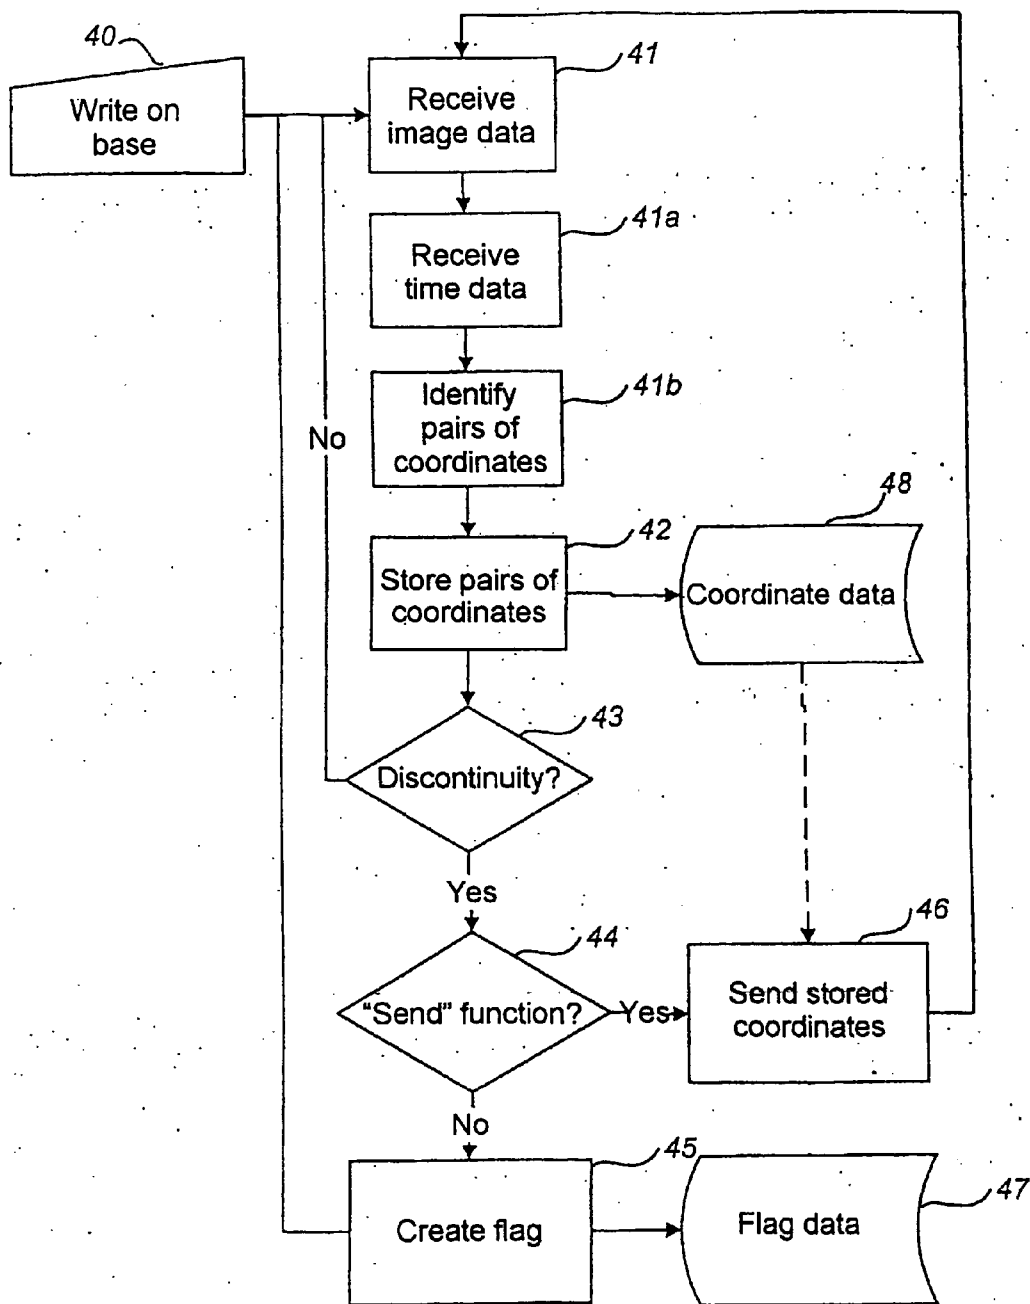 40
Write on
base
41
Receive
image data
41a
Receive
time data
41b
Identify
pairs of
coordinates
No
42
Store pairs of
coordinates
48
Coordinate data
43
Discontinuity?
Yes
44
“Send” function?
Yes
46
Send stored
coordinates
No
45
Create flag
47
Flag data